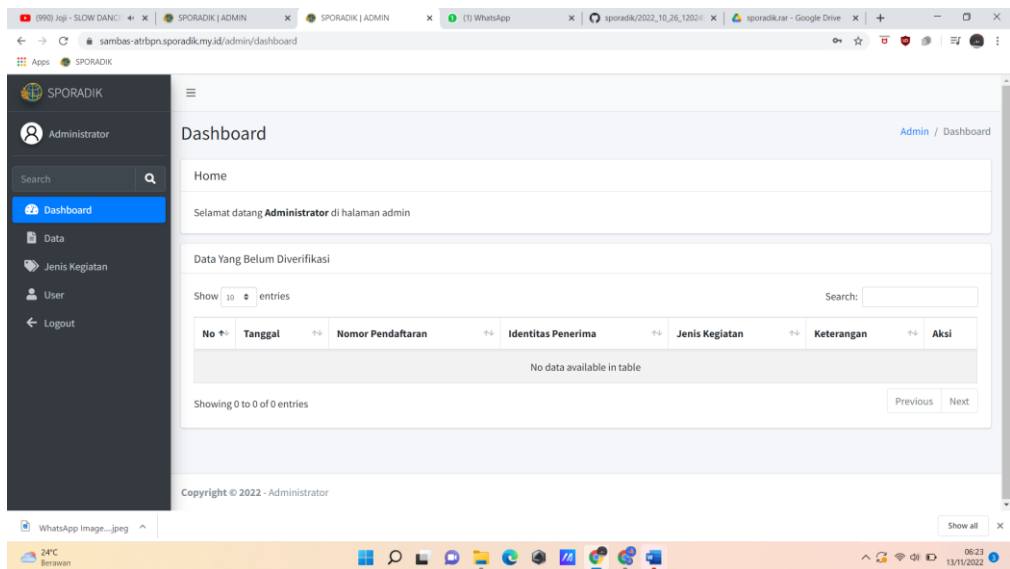 (990) Joji - SLOW DANC
SPORADIK | ADMIN
SPORADIK | ADMIN
(1) WhatsApp
sporadik/2022_10_26_12024
sporadik.rar - Google Drive
sambas-atrbpn.sporadik.my.id/admin/dashboard
Apps
SPORADIK
SPORADIK
Administrator
Search
Dashboard
Data
Jenis Kegiatan
User
Logout
Dashboard
Admin / Dashboard
Home
Selamat datang Administrator di halaman admin
Data Yang Belum Diverifikasi
Show 10 entries
Search:
No Tanggal Nomor Pendaftaran Identitas Penerima Jenis Kegiatan Keterangan Aksi
No data available in table
Showing 0 to 0 of 0 entries
Previous Next
Copyright © 2022 - Administrator
WhatsApp Image....jpeg
Show all
24°C
Berawan
06:23
13/11/2022